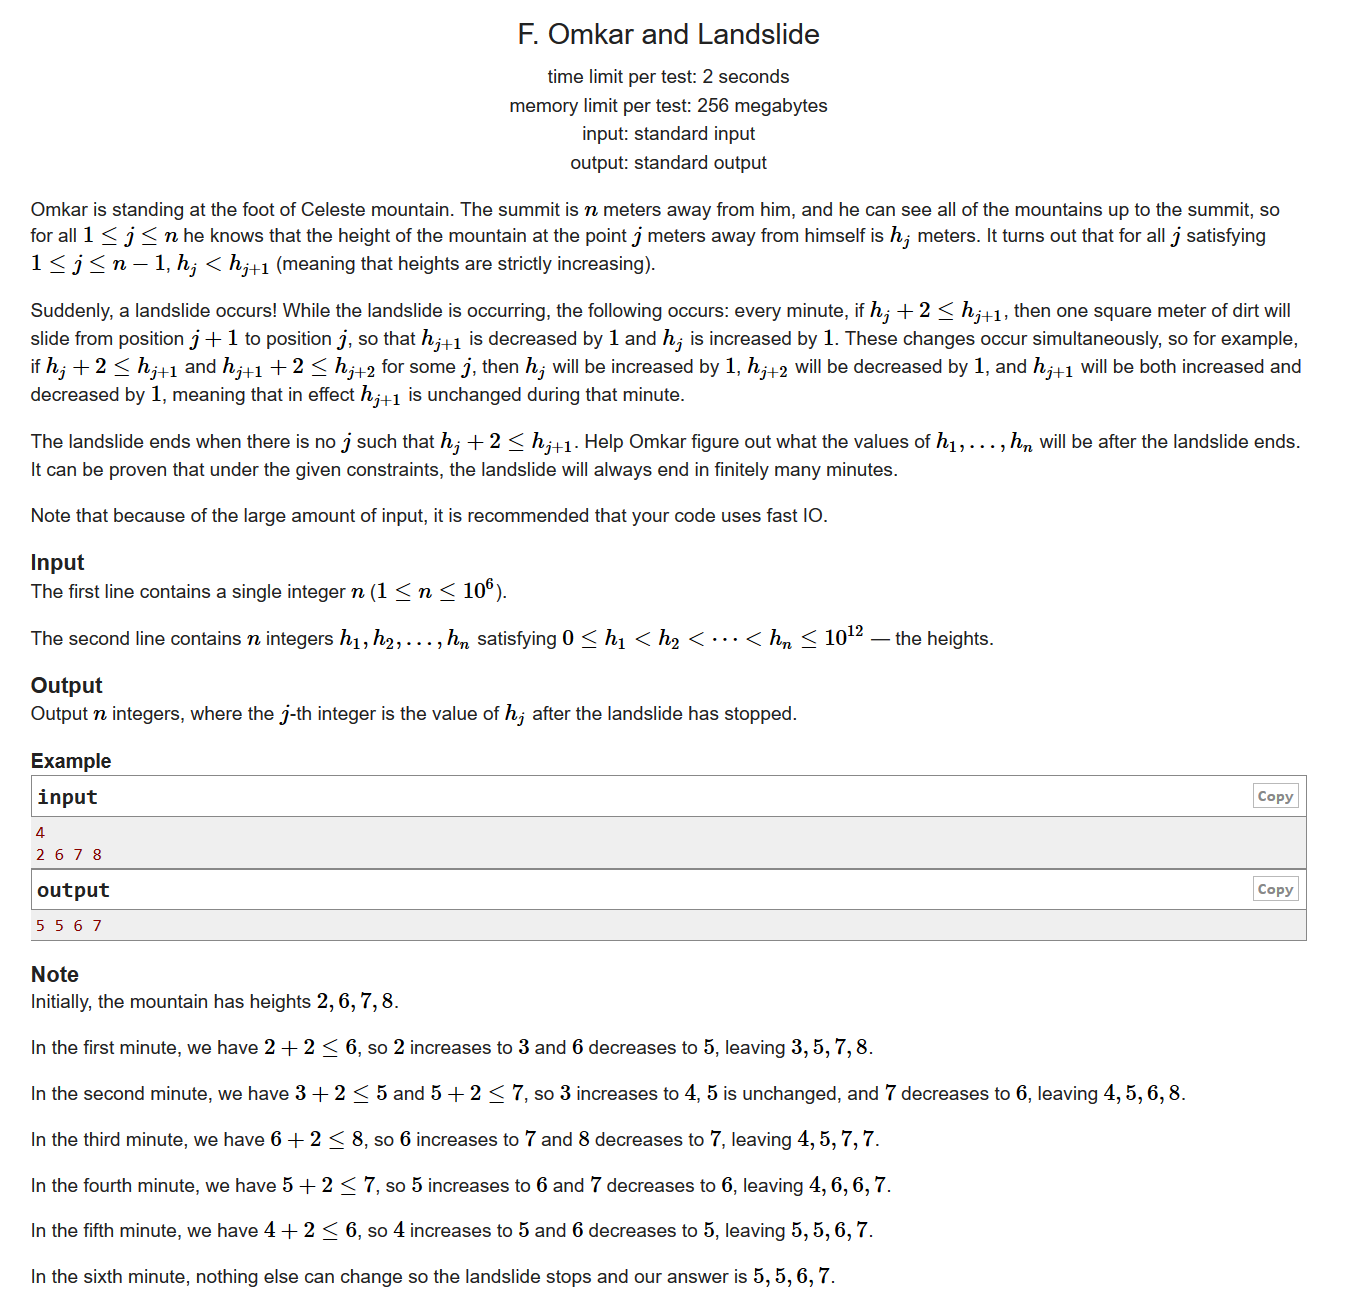 F. Omkar and Landslide
time limit per test: 2 seconds
memory limit per test: 256 megabytes
input: standard input
output: standard output
Omkar is standing at the foot of Celeste mountain. The summit is n meters away from him, and he can see all of the mountains up to the summit, so
for all 1 ≤ j ≤ n he knows that the height of the mountain at the point j meters away from himself is h_j meters. It turns out that for all j satisfying
1 ≤ j ≤ n − 1, h_j < h_{j+1} (meaning that heights are strictly increasing).
Suddenly, a landslide occurs! While the landslide is occurring, the following occurs: every minute, if h_j + 2 ≤ h_{j+1}, then one square meter of dirt will
slide from position j + 1 to position j, so that h_{j+1} is decreased by 1 and h_j is increased by 1. These changes occur simultaneously, so for example,
if h_j + 2 ≤ h_{j+1} and h_{j+1} + 2 ≤ h_{j+2} for some j, then h_j will be increased by 1, h_{j+2} will be decreased by 1, and h_{j+1} will be both increased and
decreased by 1, meaning that in effect h_{j+1} is unchanged during that minute.
The landslide ends when there is no j such that h_j + 2 ≤ h_{j+1}. Help Omkar figure out what the values of h_1, . . . , h_n will be after the landslide ends.
It can be proven that under the given constraints, the landslide will always end in finitely many minutes.
Note that because of the large amount of input, it is recommended that your code uses fast IO.
Input
The first line contains a single integer n (1 ≤ n ≤ 10^6).
The second line contains n integers h_1, h_2, . . . , h_n satisfying 0 ≤ h_1 < h_2 < · · · < h_n ≤ 10^12 — the heights.
Output
Output n integers, where the j-th integer is the value of h_j after the landslide has stopped.
Example
input
Copy
4
2 6 7 8
output
Copy
5 5 6 7
Note
Initially, the mountain has heights 2, 6, 7, 8.
In the first minute, we have 2 + 2 ≤ 6, so 2 increases to 3 and 6 decreases to 5, leaving 3, 5, 7, 8.
In the second minute, we have 3 + 2 ≤ 5 and 5 + 2 ≤ 7, so 3 increases to 4, 5 is unchanged, and 7 decreases to 6, leaving 4, 5, 6, 8.
In the third minute, we have 6 + 2 ≤ 8, so 6 increases to 7 and 8 decreases to 7, leaving 4, 5, 7, 7.
In the fourth minute, we have 5 + 2 ≤ 7, so 5 increases to 6 and 7 decreases to 6, leaving 4, 6, 6, 7.
In the fifth minute, we have 4 + 2 ≤ 6, so 4 increases to 5 and 6 decreases to 5, leaving 5, 5, 6, 7.
In the sixth minute, nothing else can change so the landslide stops and our answer is 5, 5, 6, 7.